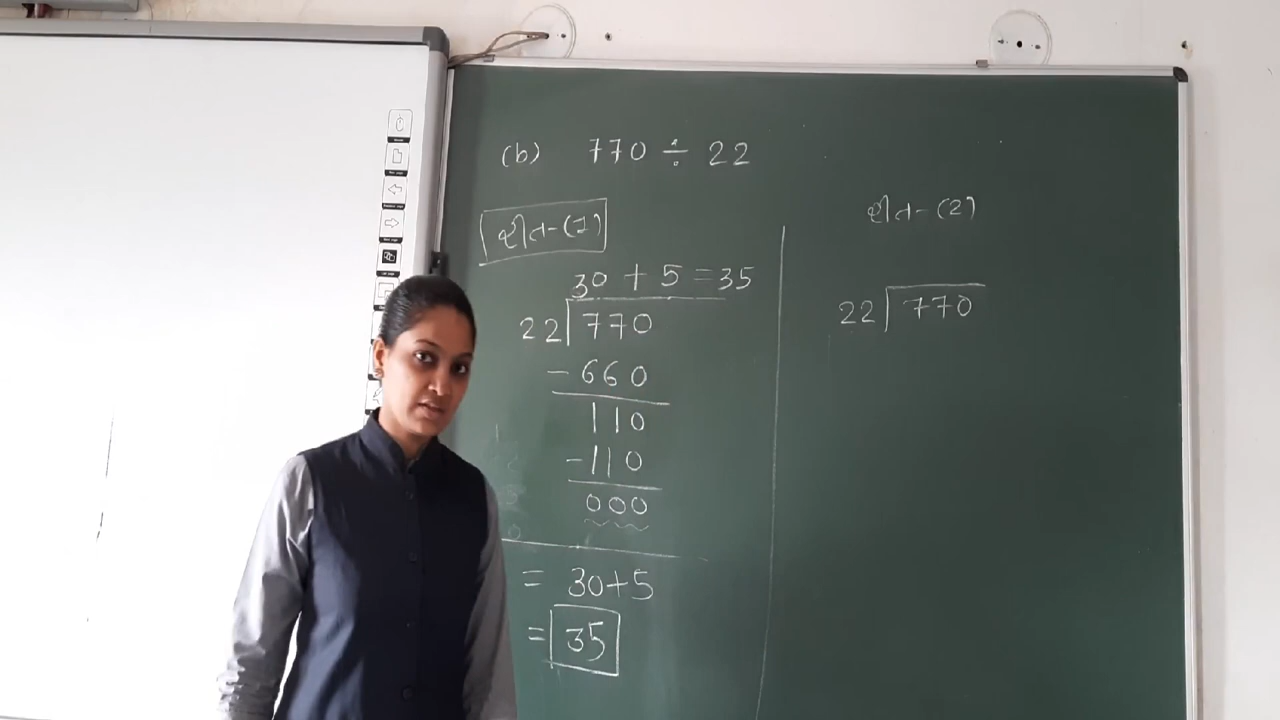 (b) 770 ÷ 22
રીત-(1)
30 + 5 = 35
22 770
- 660
110
-110
000
= 30+5
= 35
રીત-(2)
22 770